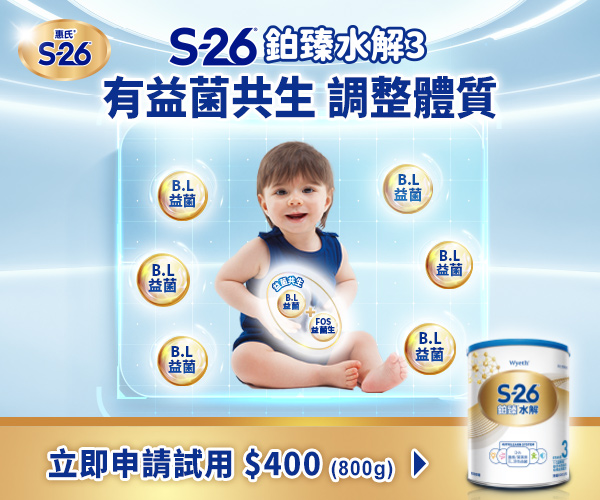 惠氏®
S-26
S-26® 鉑臻水解3
有益菌共生 調整體質
B.L
益菌
B.L
益菌
B.L
益菌
B.L
益菌
B.L
益菌
B.L
益菌
益菌共生
B.L
益菌
+
FOS
益菌生
Wyeth®
S-26
鉑臻水解
3
立即申請試用 $400 (800g)